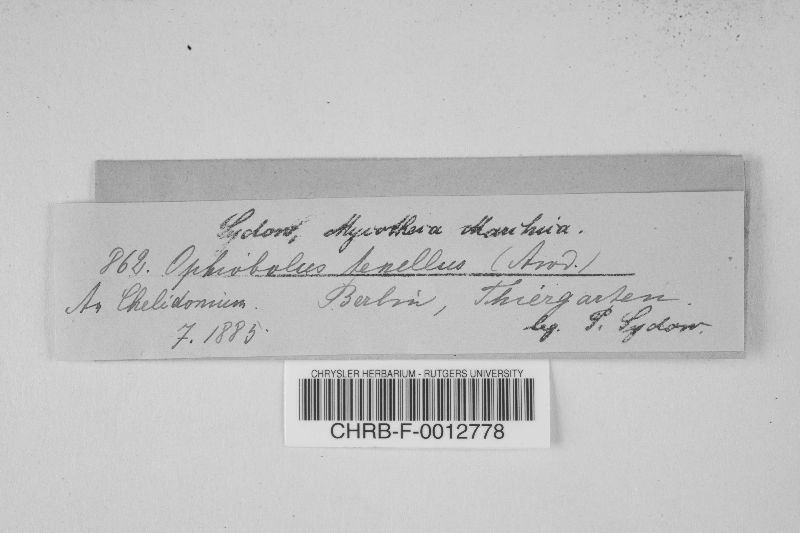 Sydow, Mycotheca Marchica.
862. Ophiobolus tenellus (Awd.)
An Chelidonium. Berlin, Thiergarten.
7. 1885. leg. P. Sydow.
CHRYSLER HERBARIUM - RUTGERS UNIVERSITY
CHRB-F-0012778